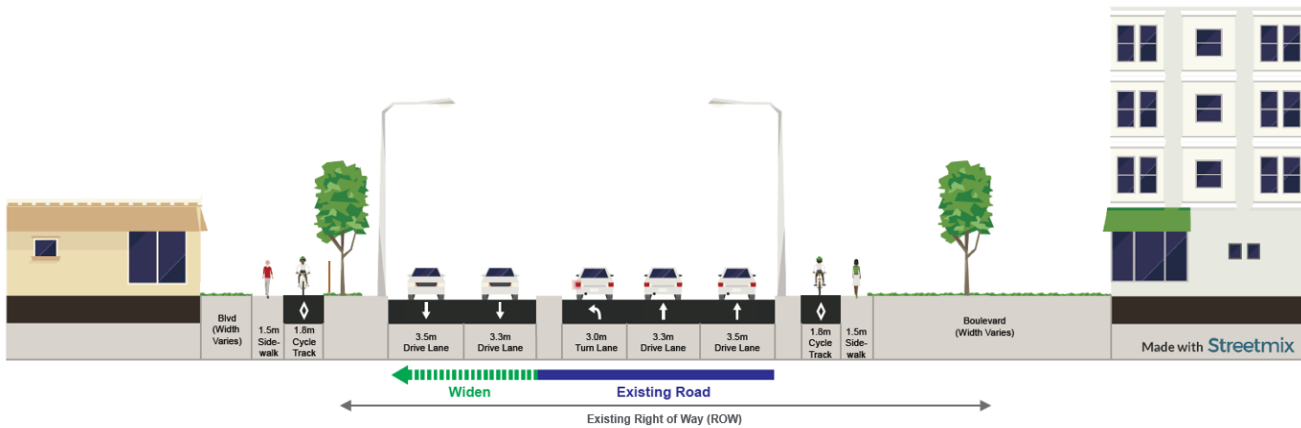 Blvd
(Width
Varies)
1.5m
Side-
walk
1.8m
Cycle
Track
3.5m
Drive Lane
3.3m
Drive Lane
3.0m
Turn Lane
3.3m
Drive Lane
3.5m
Drive Lane
1.8m
Cycle
Track
1.5m
Side-
walk
Boulevard
(Width Varies)
Made with Streetmix
Widen
Existing Road
Existing Right of Way (ROW)